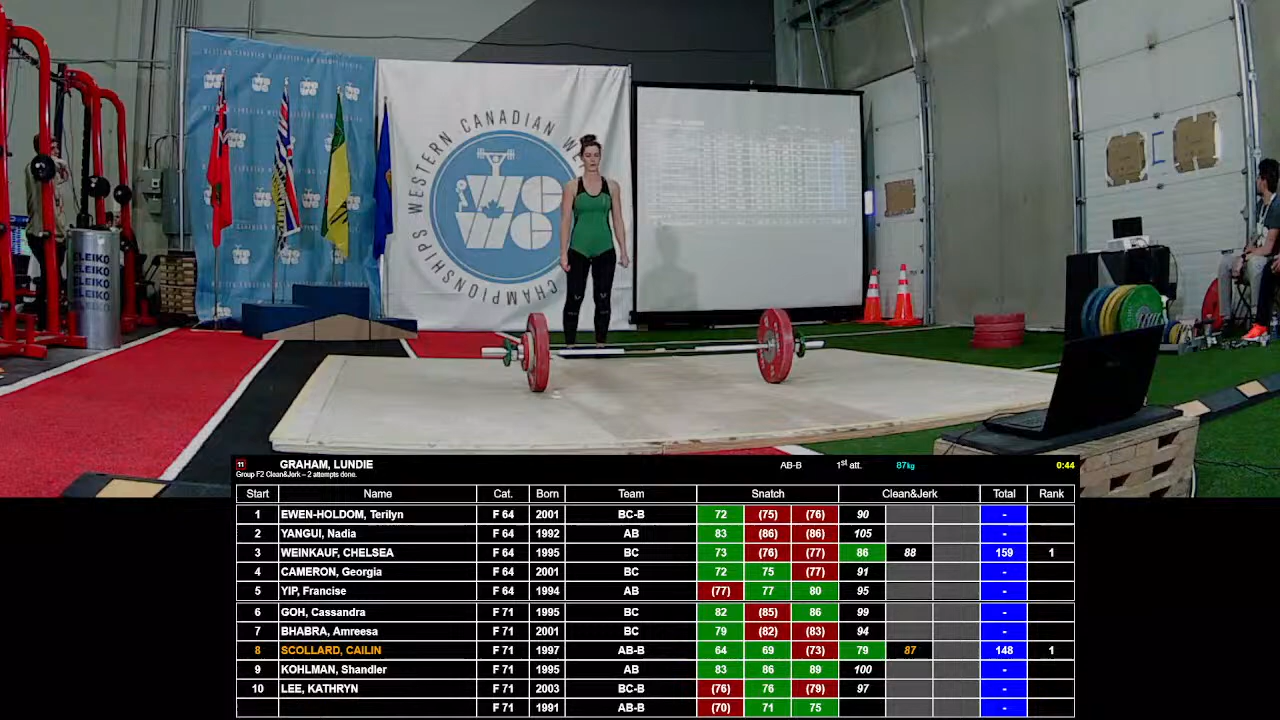 WESTERN CANADIAN WE
CHAMPIONSHIPS
WC
WC
ELEIKO
ELEIKO
ELEIKO
ELEIKO
11 GRAHAM, LUNDIE AB-B 1st att. 87kg 0:44
Group F2 Clean&Jerk – 2 attempts done.
Start Name Cat. Born Team Snatch Clean&Jerk Total Rank
1 EWEN-HOLDOM, Terilyn F 64 2001 BC-B 72 (75) (76) 90 -
2 YANGUI, Nadia F 64 1992 AB 83 (86) (86) 105 -
3 WEINKAUF, CHELSEA F 64 1995 BC 73 (76) (77) 86 88 159 1
4 CAMERON, Georgia F 64 2001 BC 72 75 (77) 91 -
5 YIP, Francise F 64 1994 AB (77) 77 80 95 -
6 GOH, Cassandra F 71 1995 BC 82 (85) 86 99 -
7 BHABRA, Amreesa F 71 2001 BC 79 (82) (83) 94 -
8 SCOLLARD, CAILIN F 71 1997 AB-B 64 69 (73) 79 87 148 1
9 KOHLMAN, Shandler F 71 1995 AB 83 86 89 100 -
10 LEE, KATHRYN F 71 2003 BC-B (76) 76 (79) 97 -
F 71 1991 AB-B (70) 71 75 -